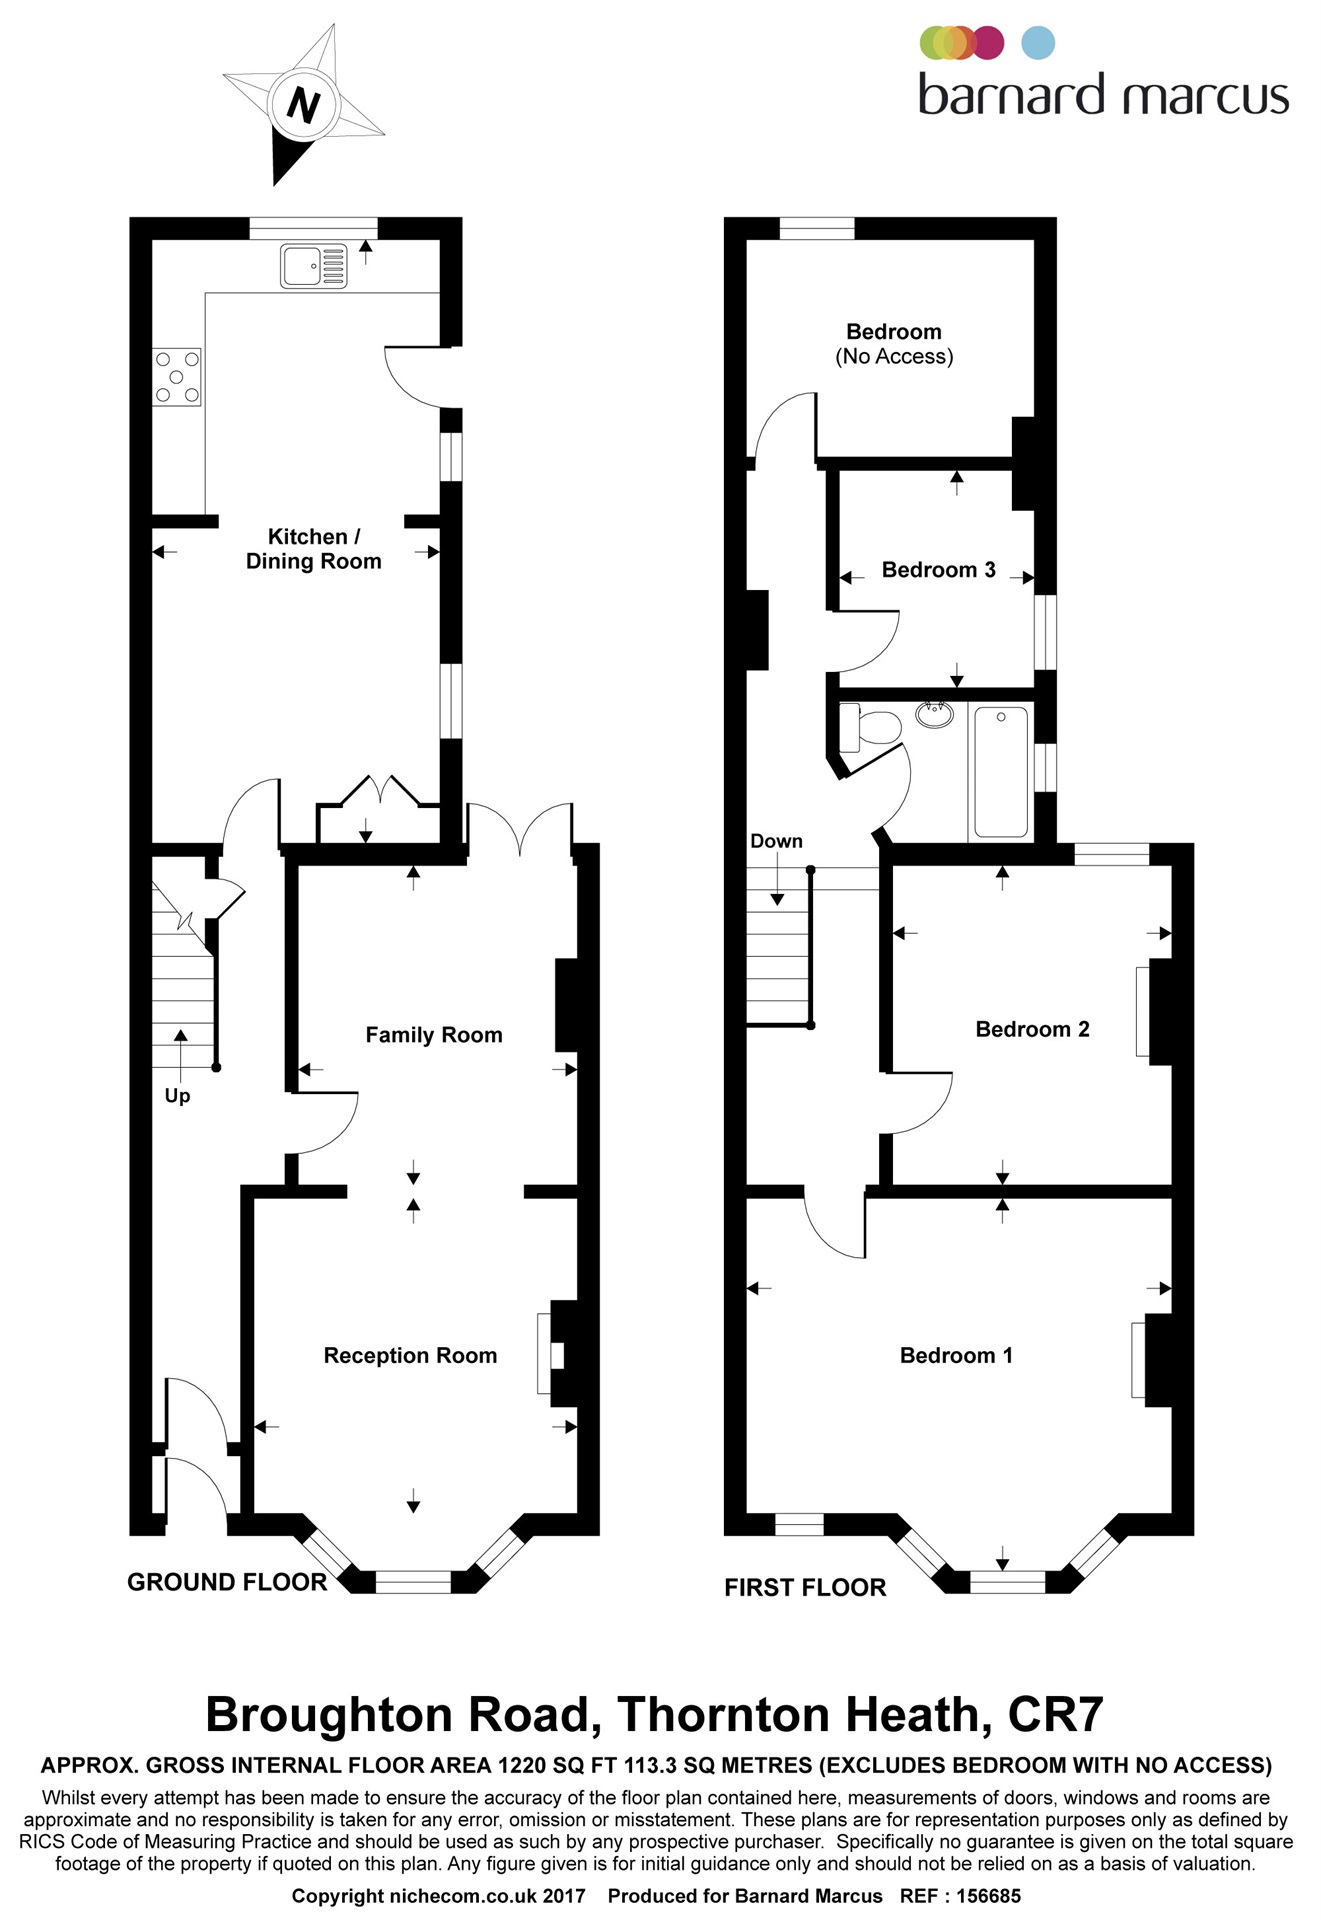 N
barnard marcus
Bedroom
(No Access)
Kitchen /
Dining Room
Bedroom 3
Down
Family Room
Bedroom 2
Up
Reception Room
Bedroom 1
GROUND FLOOR
FIRST FLOOR
Broughton Road, Thornton Heath, CR7
APPROX. GROSS INTERNAL FLOOR AREA 1220 SQ FT 113.3 SQ METRES (EXCLUDES BEDROOM WITH NO ACCESS)
Whilst every attempt has been made to ensure the accuracy of the floor plan contained here, measurements of doors, windows and rooms are
approximate and no responsibility is taken for any error, omission or misstatement. These plans are for representation purposes only as defined by
RICS Code of Measuring Practice and should be used as such by any prospective purchaser. Specifically no guarantee is given on the total square
footage of the property if quoted on this plan. Any figure given is for initial guidance only and should not be relied on as a basis of valuation.
Copyright nichecom.co.uk 2017 Produced for Barnard Marcus REF : 156685